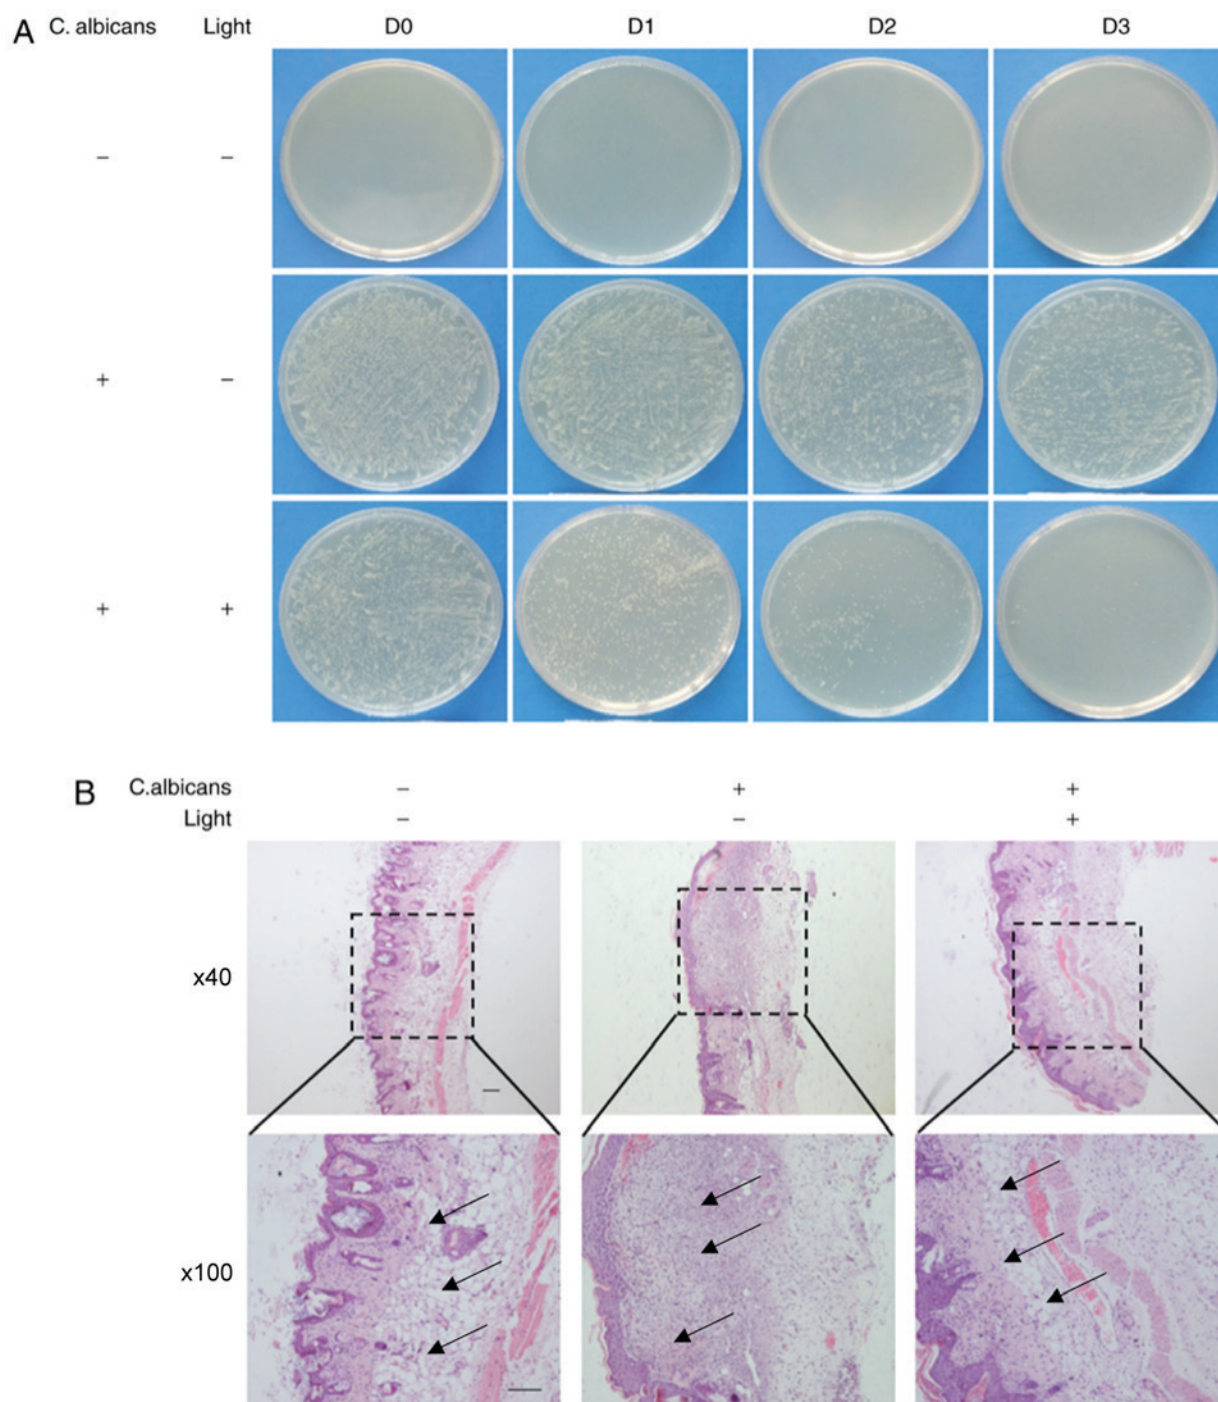 A C. albicans Light D0 D1 D2 D3
− −
+ −
+ +
B C.albicans − + +
Light − − +
x40
x100